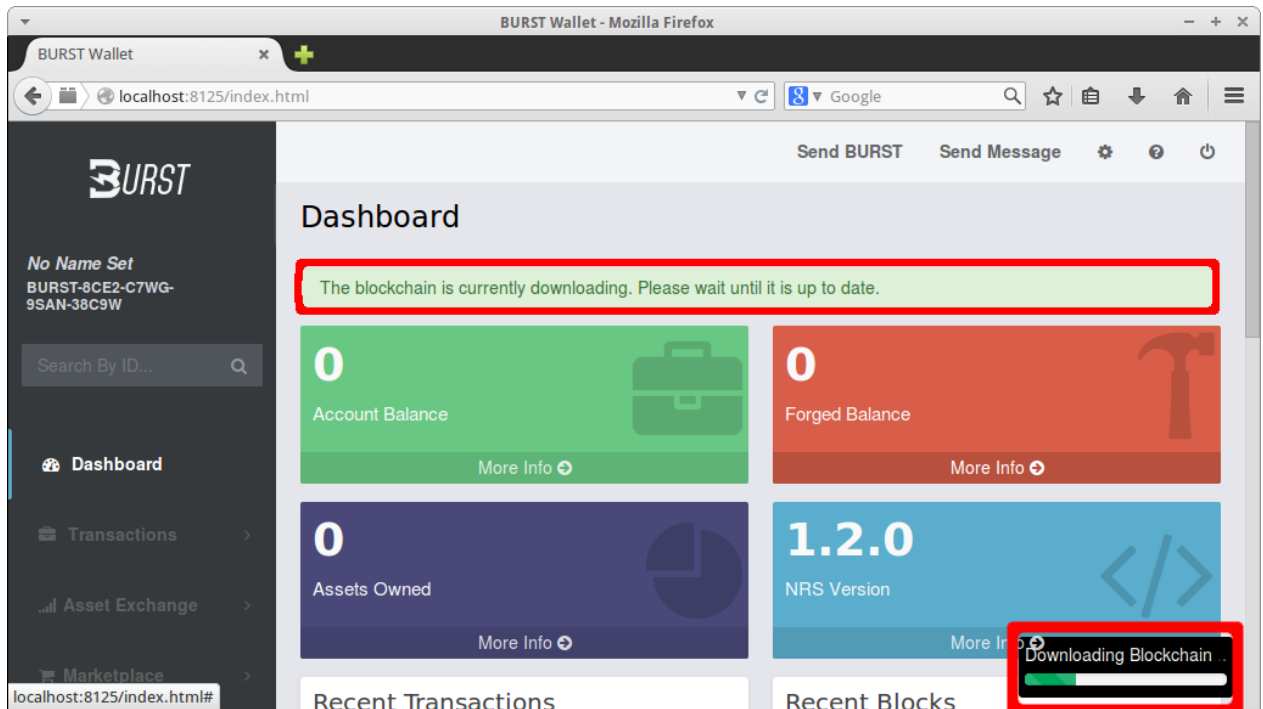 BURST Wallet - Mozilla Firefox
BURST Wallet
localhost:8125/index.html
Google
BURST
Send BURST
Send Message
Dashboard
No Name Set
BURST-8CE2-C7WG-
9SAN-38C9W
The blockchain is currently downloading. Please wait until it is up to date.
Search By ID...
0
Account Balance
More Info
0
Forged Balance
More Info
Dashboard
Transactions
Asset Exchange
Marketplace
0
Assets Owned
More Info
1.2.0
NRS Version
More Info
Downloading Blockchain ..
Recent Transactions
Recent Blocks
localhost:8125/index.html#